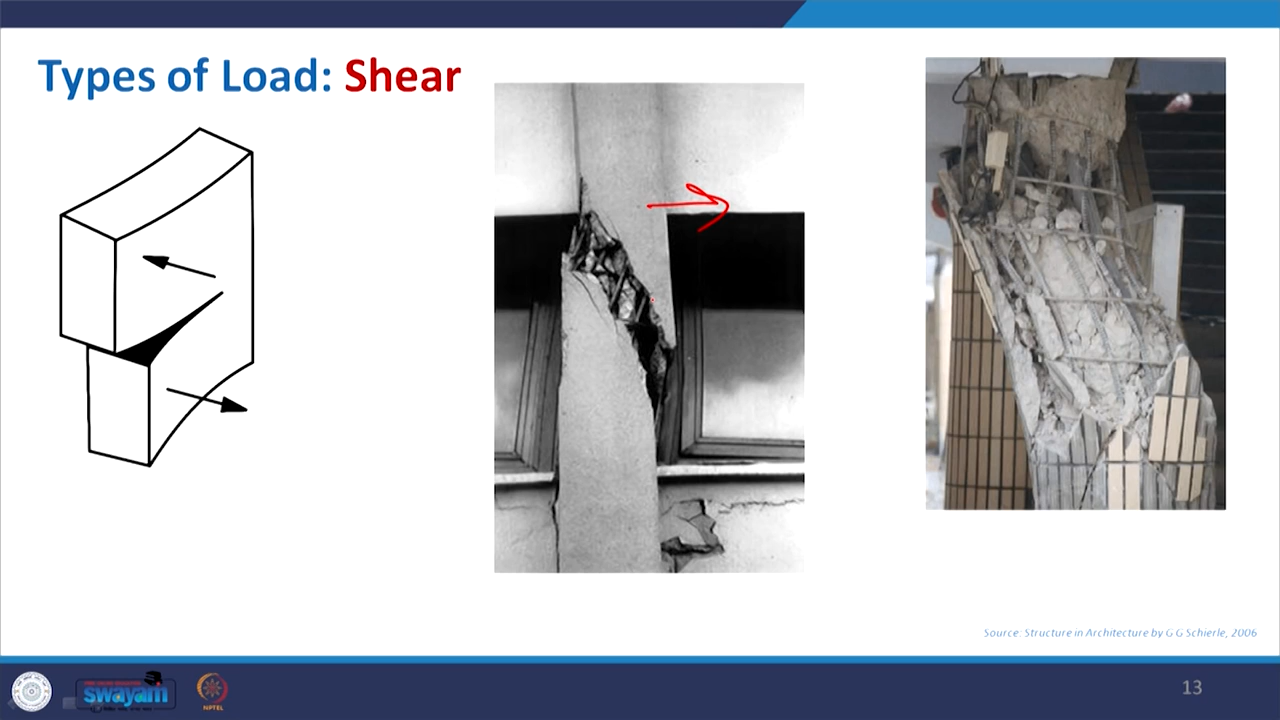 Types of Load: Shear
Source: Structure in Architecture by G G Schierle, 2006
swayam
NPTEL
13